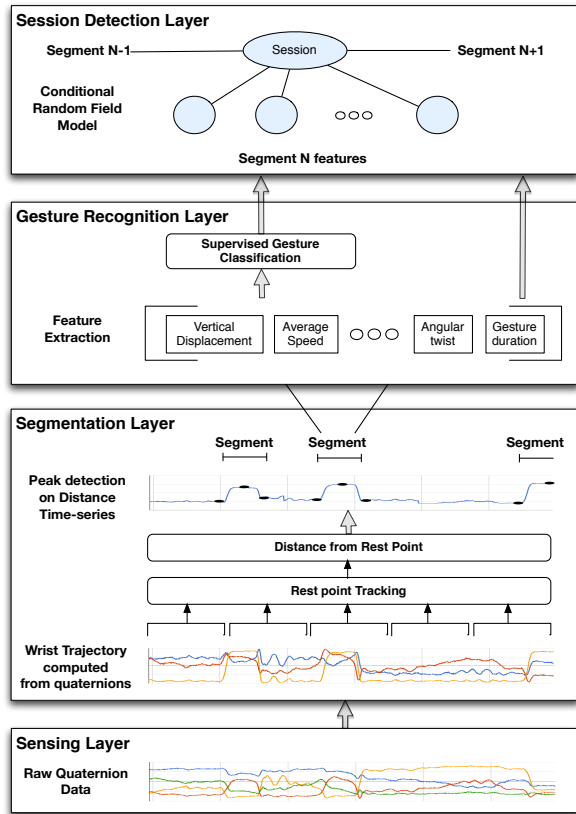 Session Detection Layer
Segment N-1
Session
Segment N+1
Conditional
Random Field
Model
Segment N features
Gesture Recognition Layer
Supervised Gesture
Classification
Feature
Extraction
Vertical
Displacement
Average
Speed
Angular
twist
Gesture
duration
Segmentation Layer
Segment
Segment
Segment
Peak detection
on Distance
Time-series
Distance from Rest Point
Rest point Tracking
Wrist Trajectory
computed
from quaternions
Sensing Layer
Raw Quaternion
Data